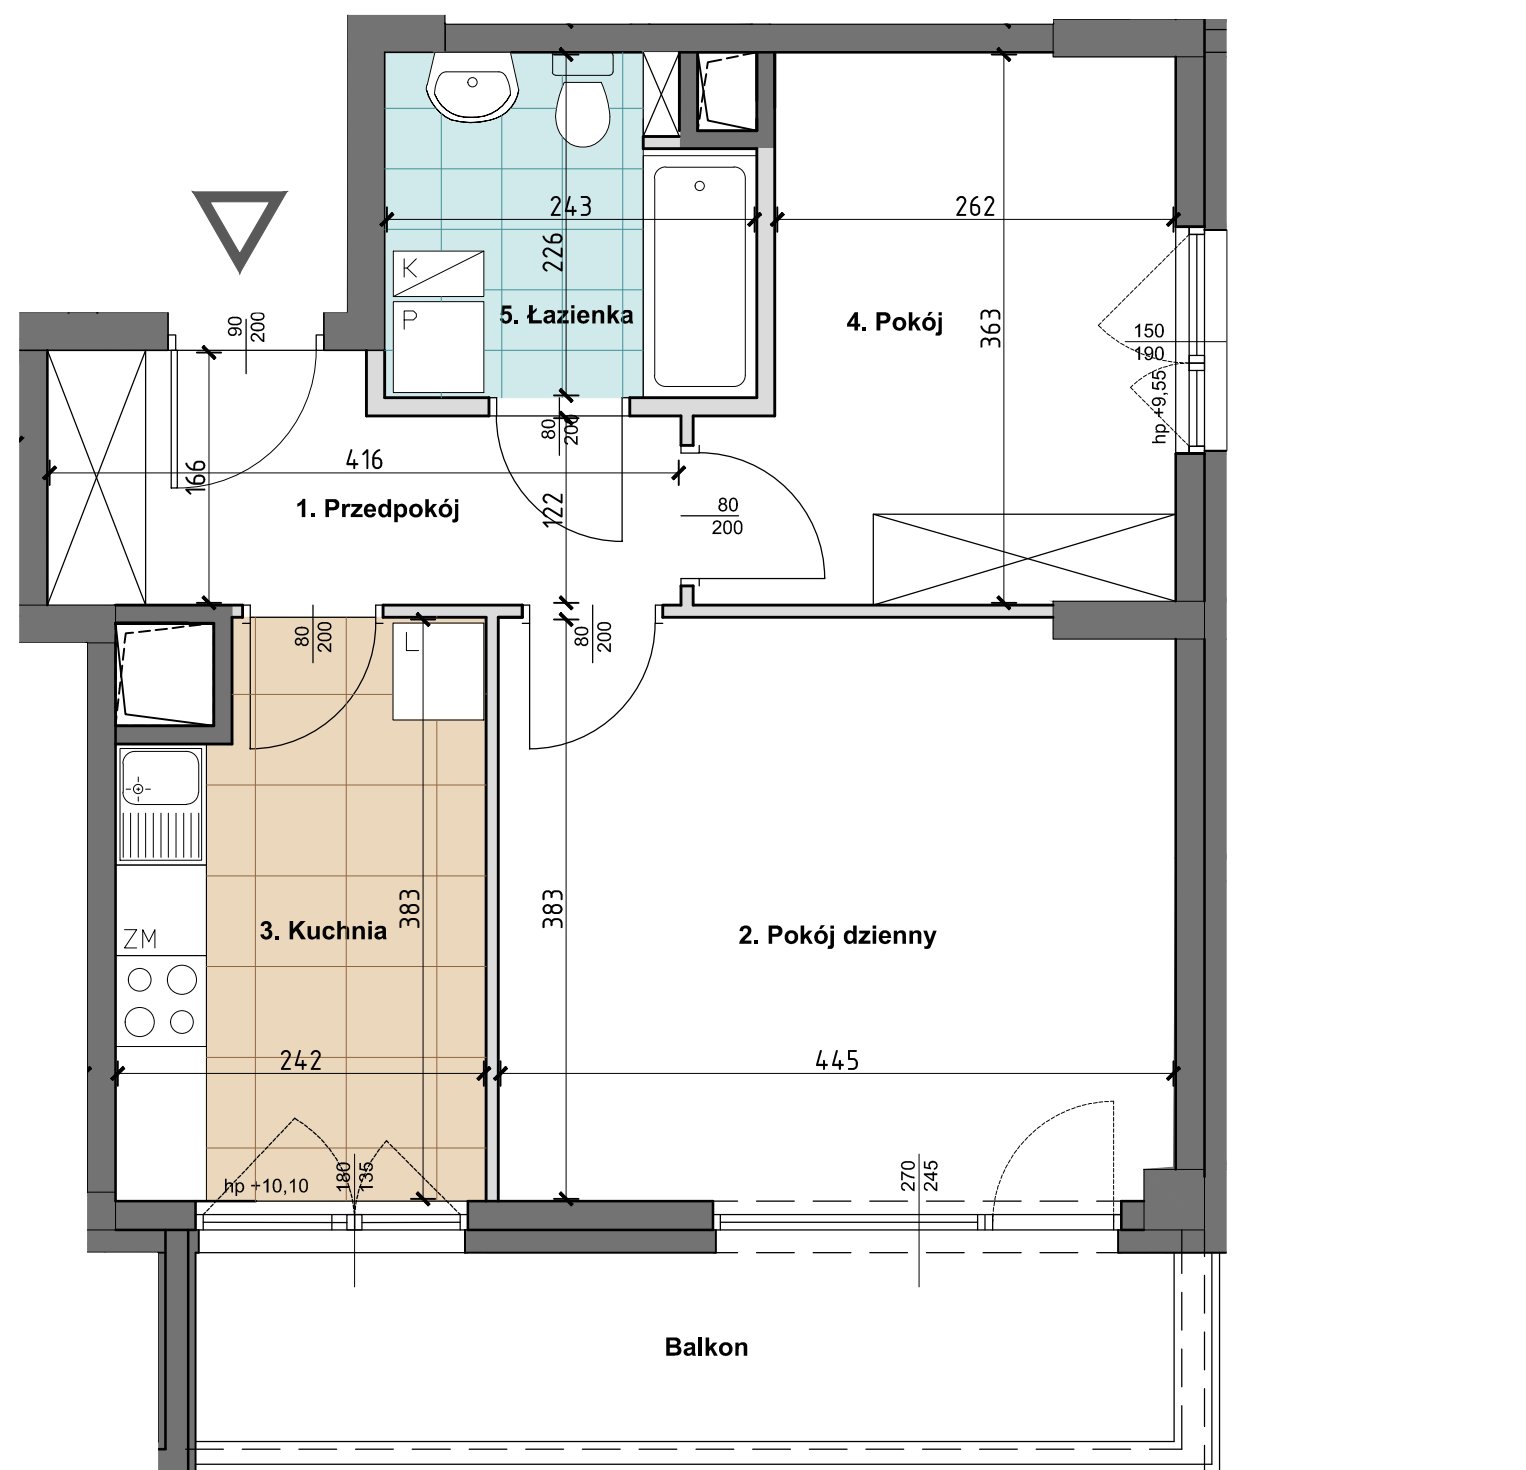 243
262
226
K
P
5. Łazienka
4. Pokój
363
90
200
150
190
hp +9,55
80
200
416
166
1. Przedpokój
122
80
200
80
200
80
200
L
383
383
ZM
3. Kuchnia
2. Pokój dzienny
242
445
hp +10,10
180
135
270
245
Balkon